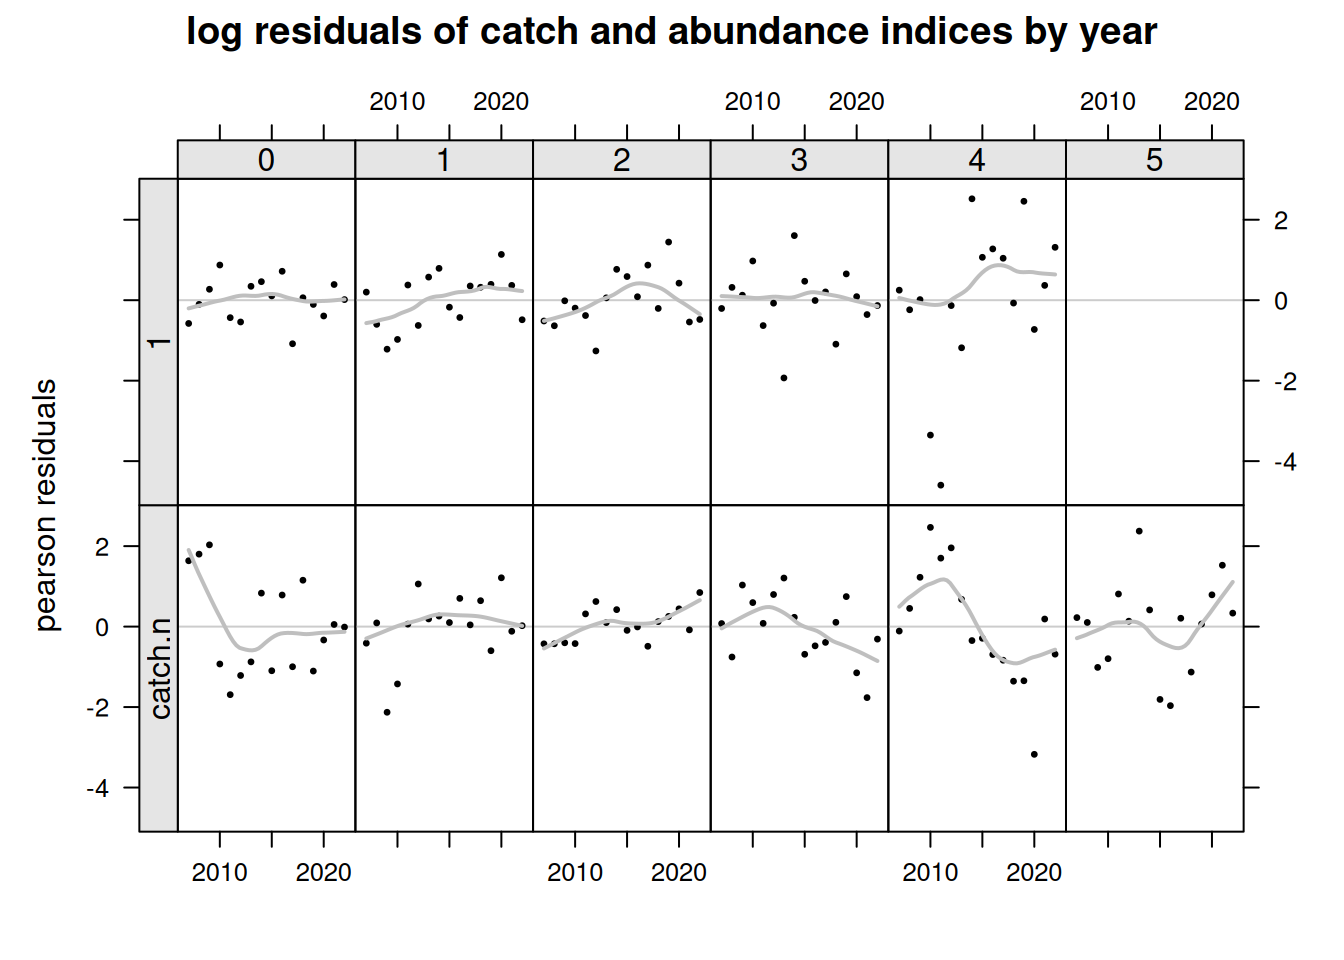 log residuals of catch and abundance indices by year
2010 2020 2010 2020 2010 2020
0 1 2 3 4 5
1
2
0
-2
-4
pearson residuals
catch.n
2
0
-2
-4
2010 2020 2010 2020 2010 2020